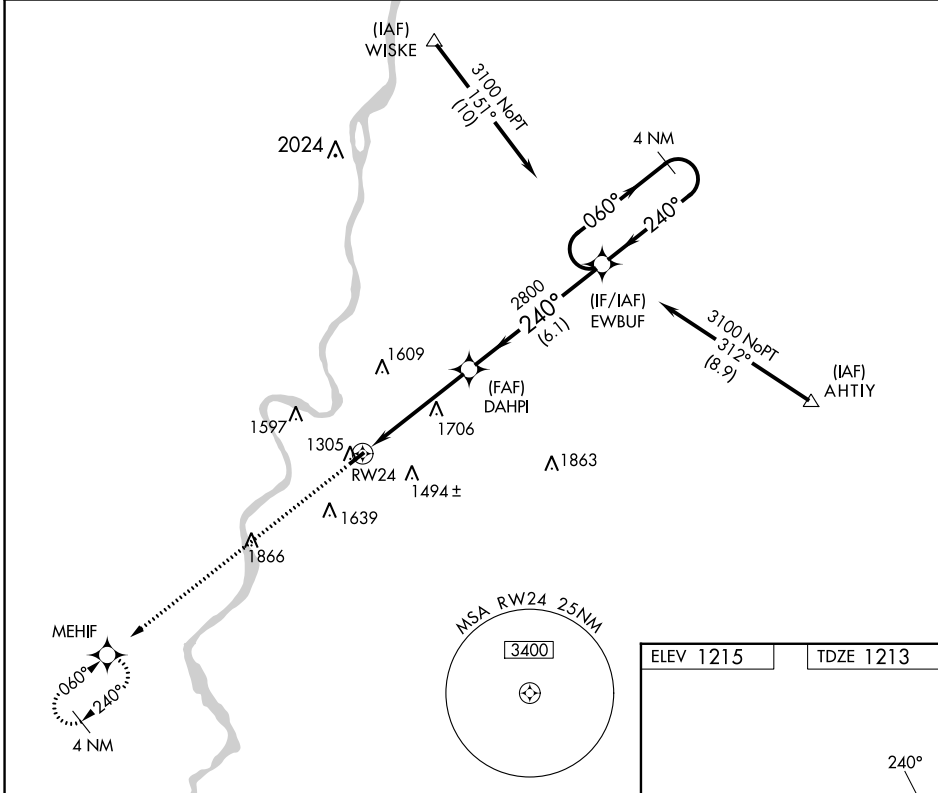 (IAF)
WISKE
3100 NoPT
151°
(10)
2024
4 NM
060°
240°
(IF/IAF)
EWBUF
2800
240°
(6.1)
3100 NoPT
312°
(8.9)
(IAF)
AHTIY
1609
(FAF)
DAHPI
1597
1706
1305
RW24
1863
1494 ±
1639
1866
MEHIF
060°
240°
4 NM
MSA RW24 25NM
3400
ELEV 1215
TDZE 1213
240°